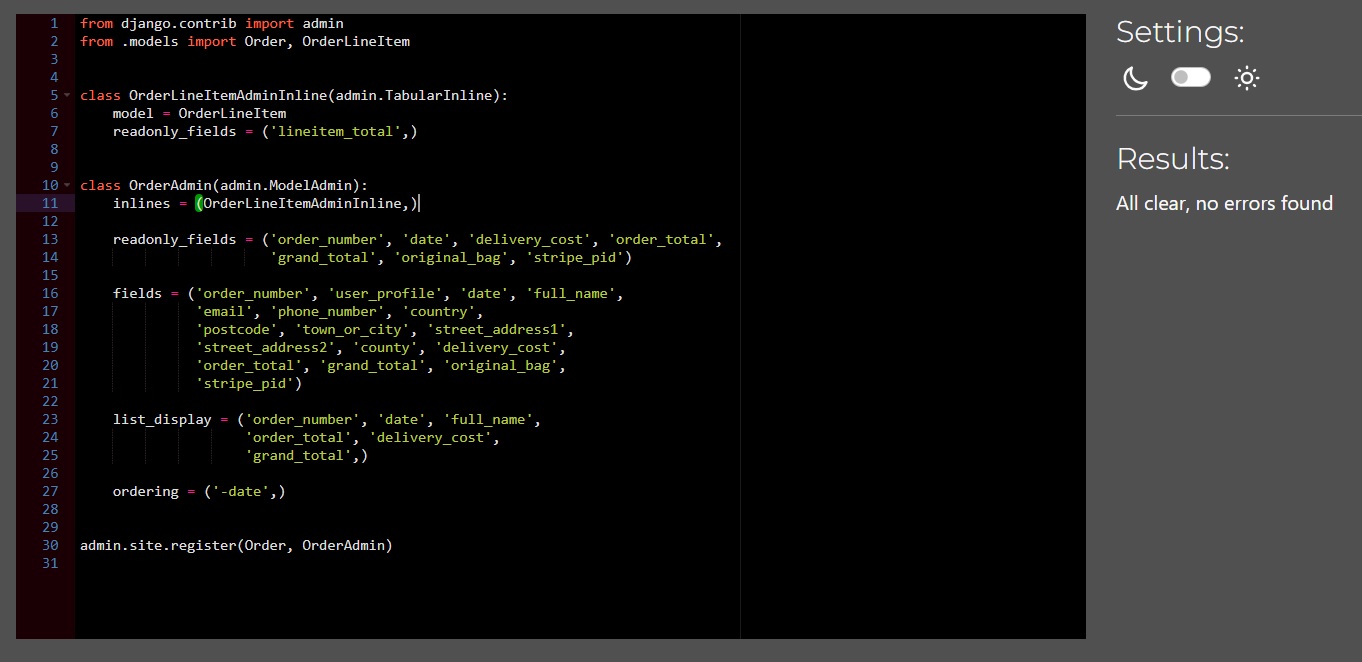 1 from django.contrib import admin
2 from .models import Order, OrderLineItem
3
4
5 class OrderLineItemAdminInline(admin.TabularInline):
6     model = OrderLineItem
7     readonly_fields = ('lineitem_total',)
8
9
10 class OrderAdmin(admin.ModelAdmin):
11     inlines = (OrderLineItemAdminInline,)
12
13     readonly_fields = ('order_number', 'date', 'delivery_cost', 'order_total',
14                        'grand_total', 'original_bag', 'stripe_pid')
15
16     fields = ('order_number', 'user_profile', 'date', 'full_name',
17               'email', 'phone_number', 'country',
18               'postcode', 'town_or_city', 'street_address1',
19               'street_address2', 'county', 'delivery_cost',
20               'order_total', 'grand_total', 'original_bag',
21               'stripe_pid')
22
23     list_display = ('order_number', 'date', 'full_name',
24                     'order_total', 'delivery_cost',
25                     'grand_total',)
26
27     ordering = ('-date',)
28
29
30 admin.site.register(Order, OrderAdmin)
31
Settings:
Results:
All clear, no errors found